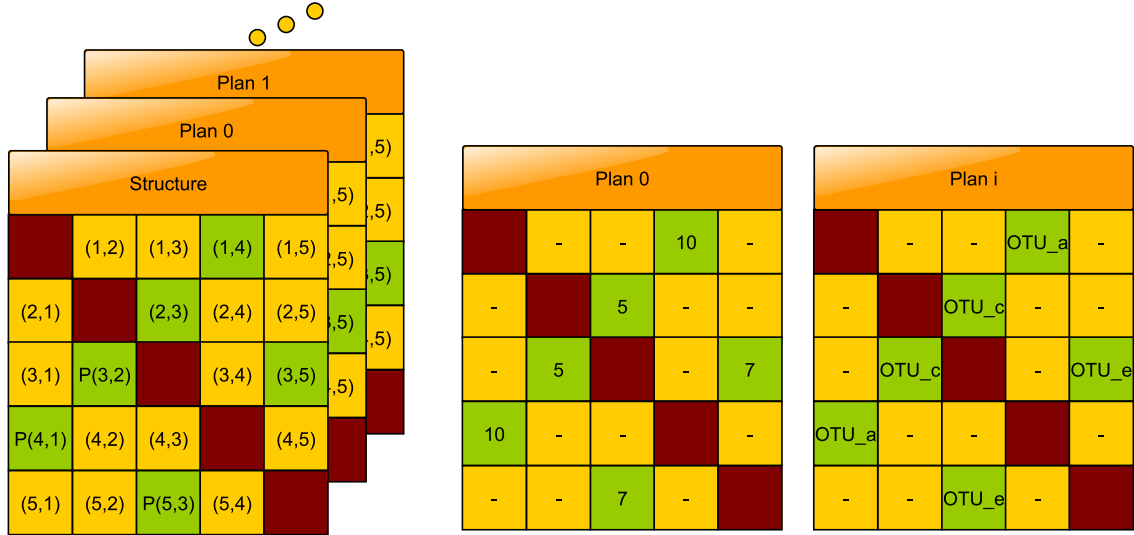 Plan 1
Plan 0
Structure
(1,2) (1,3) (1,4) (1,5)
(2,1) (2,3) (2,4) (2,5)
(3,1) P(3,2) (3,4) (3,5)
P(4,1) (4,2) (4,3) (4,5)
(5,1) (5,2) P(5,3) (5,4)
Plan 0
- - 10 -
- 5 - -
- 5 - 7
10 - - -
- - 7 -
Plan i
- - OTU_a -
- OTU_c - -
- OTU_c - OTU_e
OTU_a - - -
- - OTU_e -